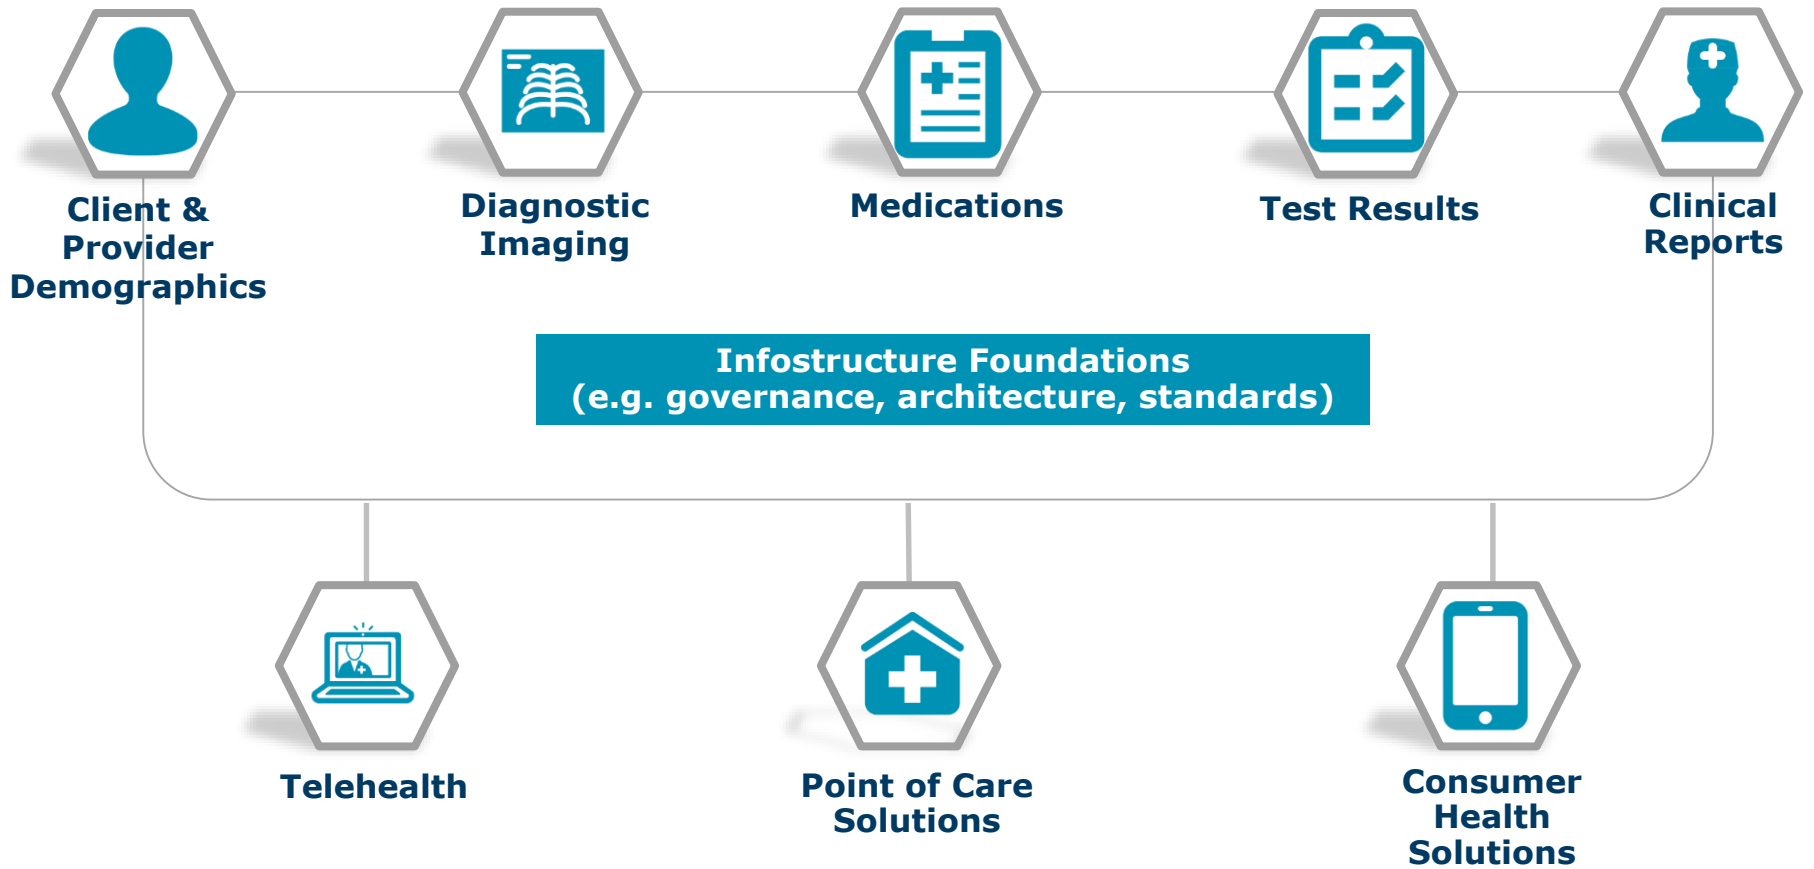 Client &
Provider
Demographics
Diagnostic
Imaging
Medications
Test Results
Clinical
Reports
Infostructure Foundations
(e.g. governance, architecture, standards)
Telehealth
Point of Care
Solutions
Consumer
Health
Solutions